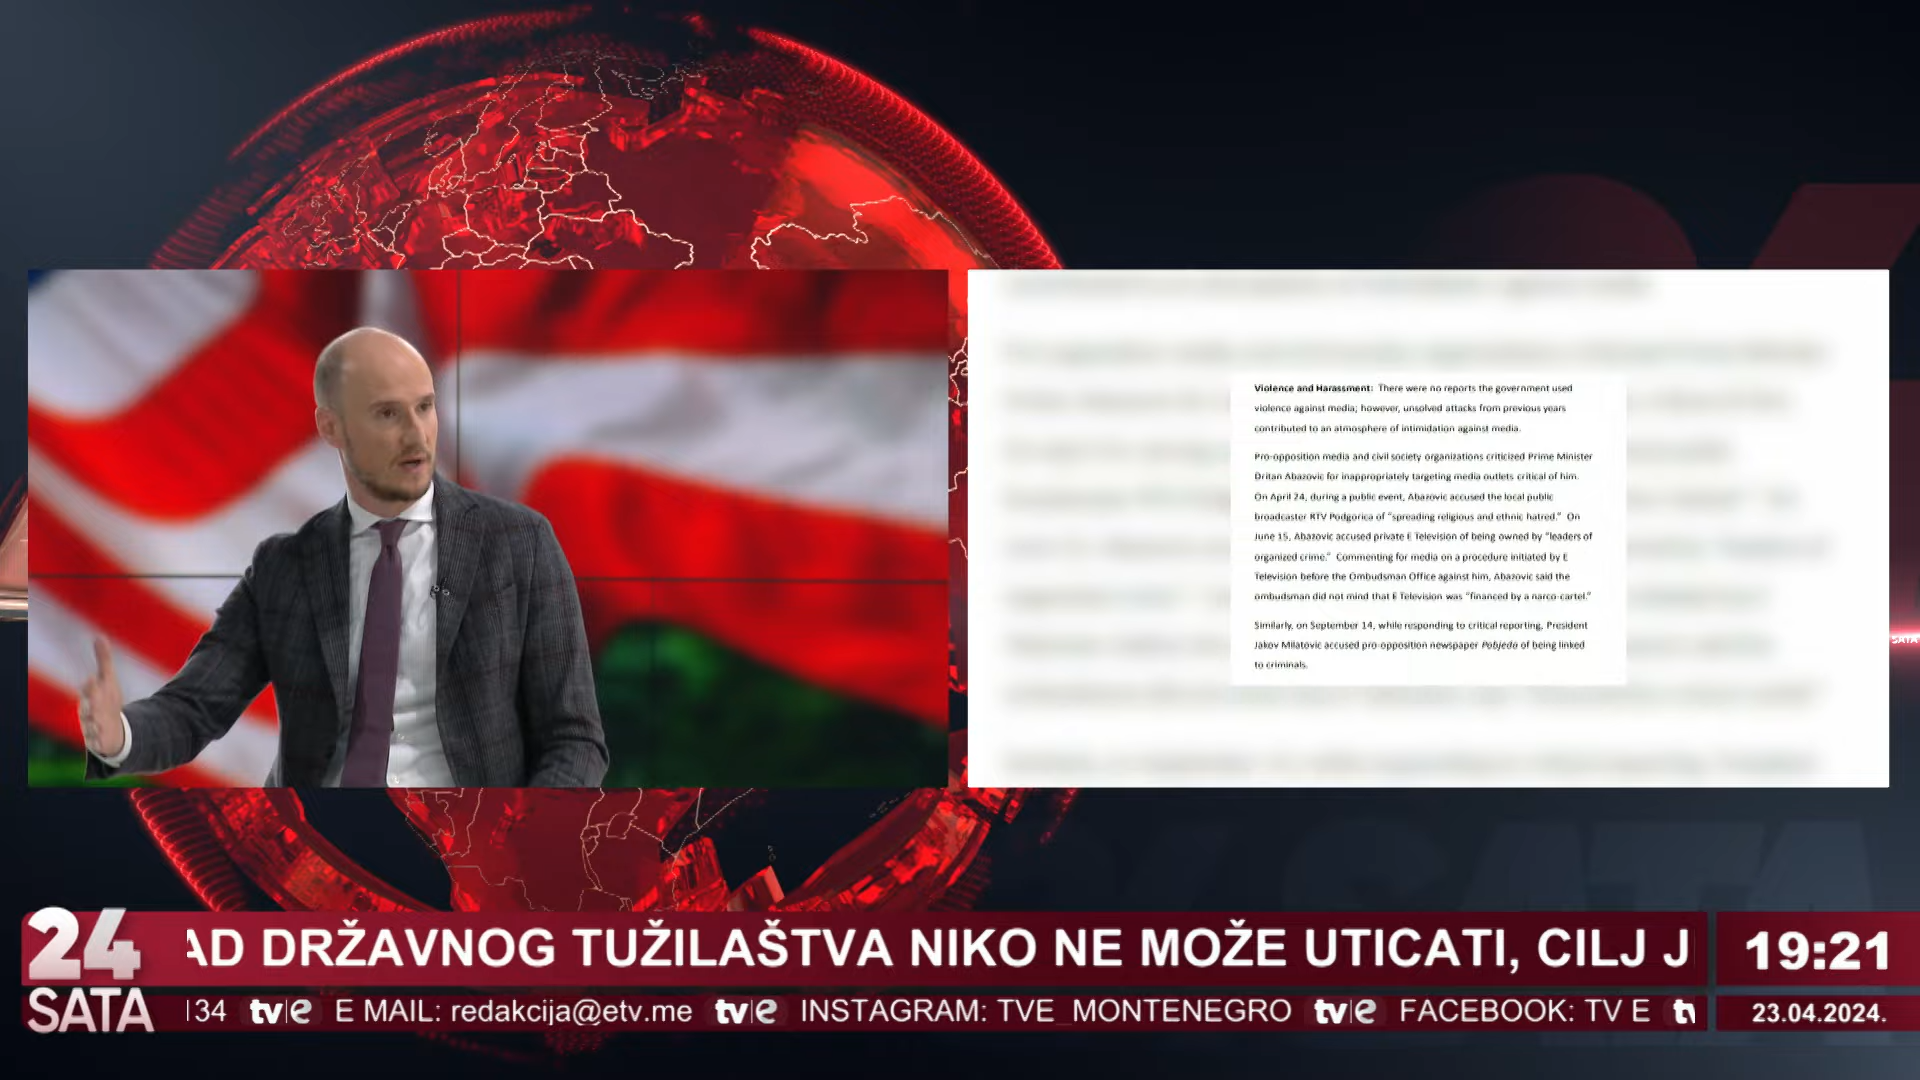 Violence and Harassment: There were no reports the government used
violence against media; however, unsolved attacks from previous years
contributed to an atmosphere of intimidation against media.
Pro-opposition media and civil society organizations criticized Prime Minister
Dritan Abazovic for inappropriately targeting media outlets critical of him.
On April 24, during a public event, Abazovic accused the local public
broadcaster RTV Podgorica of “spreading religious and ethnic hatred.” On
June 15, Abazovic accused private E Television of being owned by “leaders of
organized crime.” Commenting for media on a procedure initiated by E
Television before the Ombudsman Office against him, Abazovic said the
ombudsman did not mind that E Television was “financed by a narco-cartel.”
Similarly, on September 14, while responding to critical reporting, President
Jakov Milatovic accused pro-opposition newspaper Pobjeda of being linked
to criminals.
SATA
24
SATA
AD DRŽAVNOG TUŽILAŠTVA NIKO NE MOŽE UTICATI, CILJ J
19:21
134 tv|e E MAIL: redakcija@etv.me tv|e INSTAGRAM: TVE_MONTENEGRO tv|e FACEBOOK: TV E
23.04.2024.